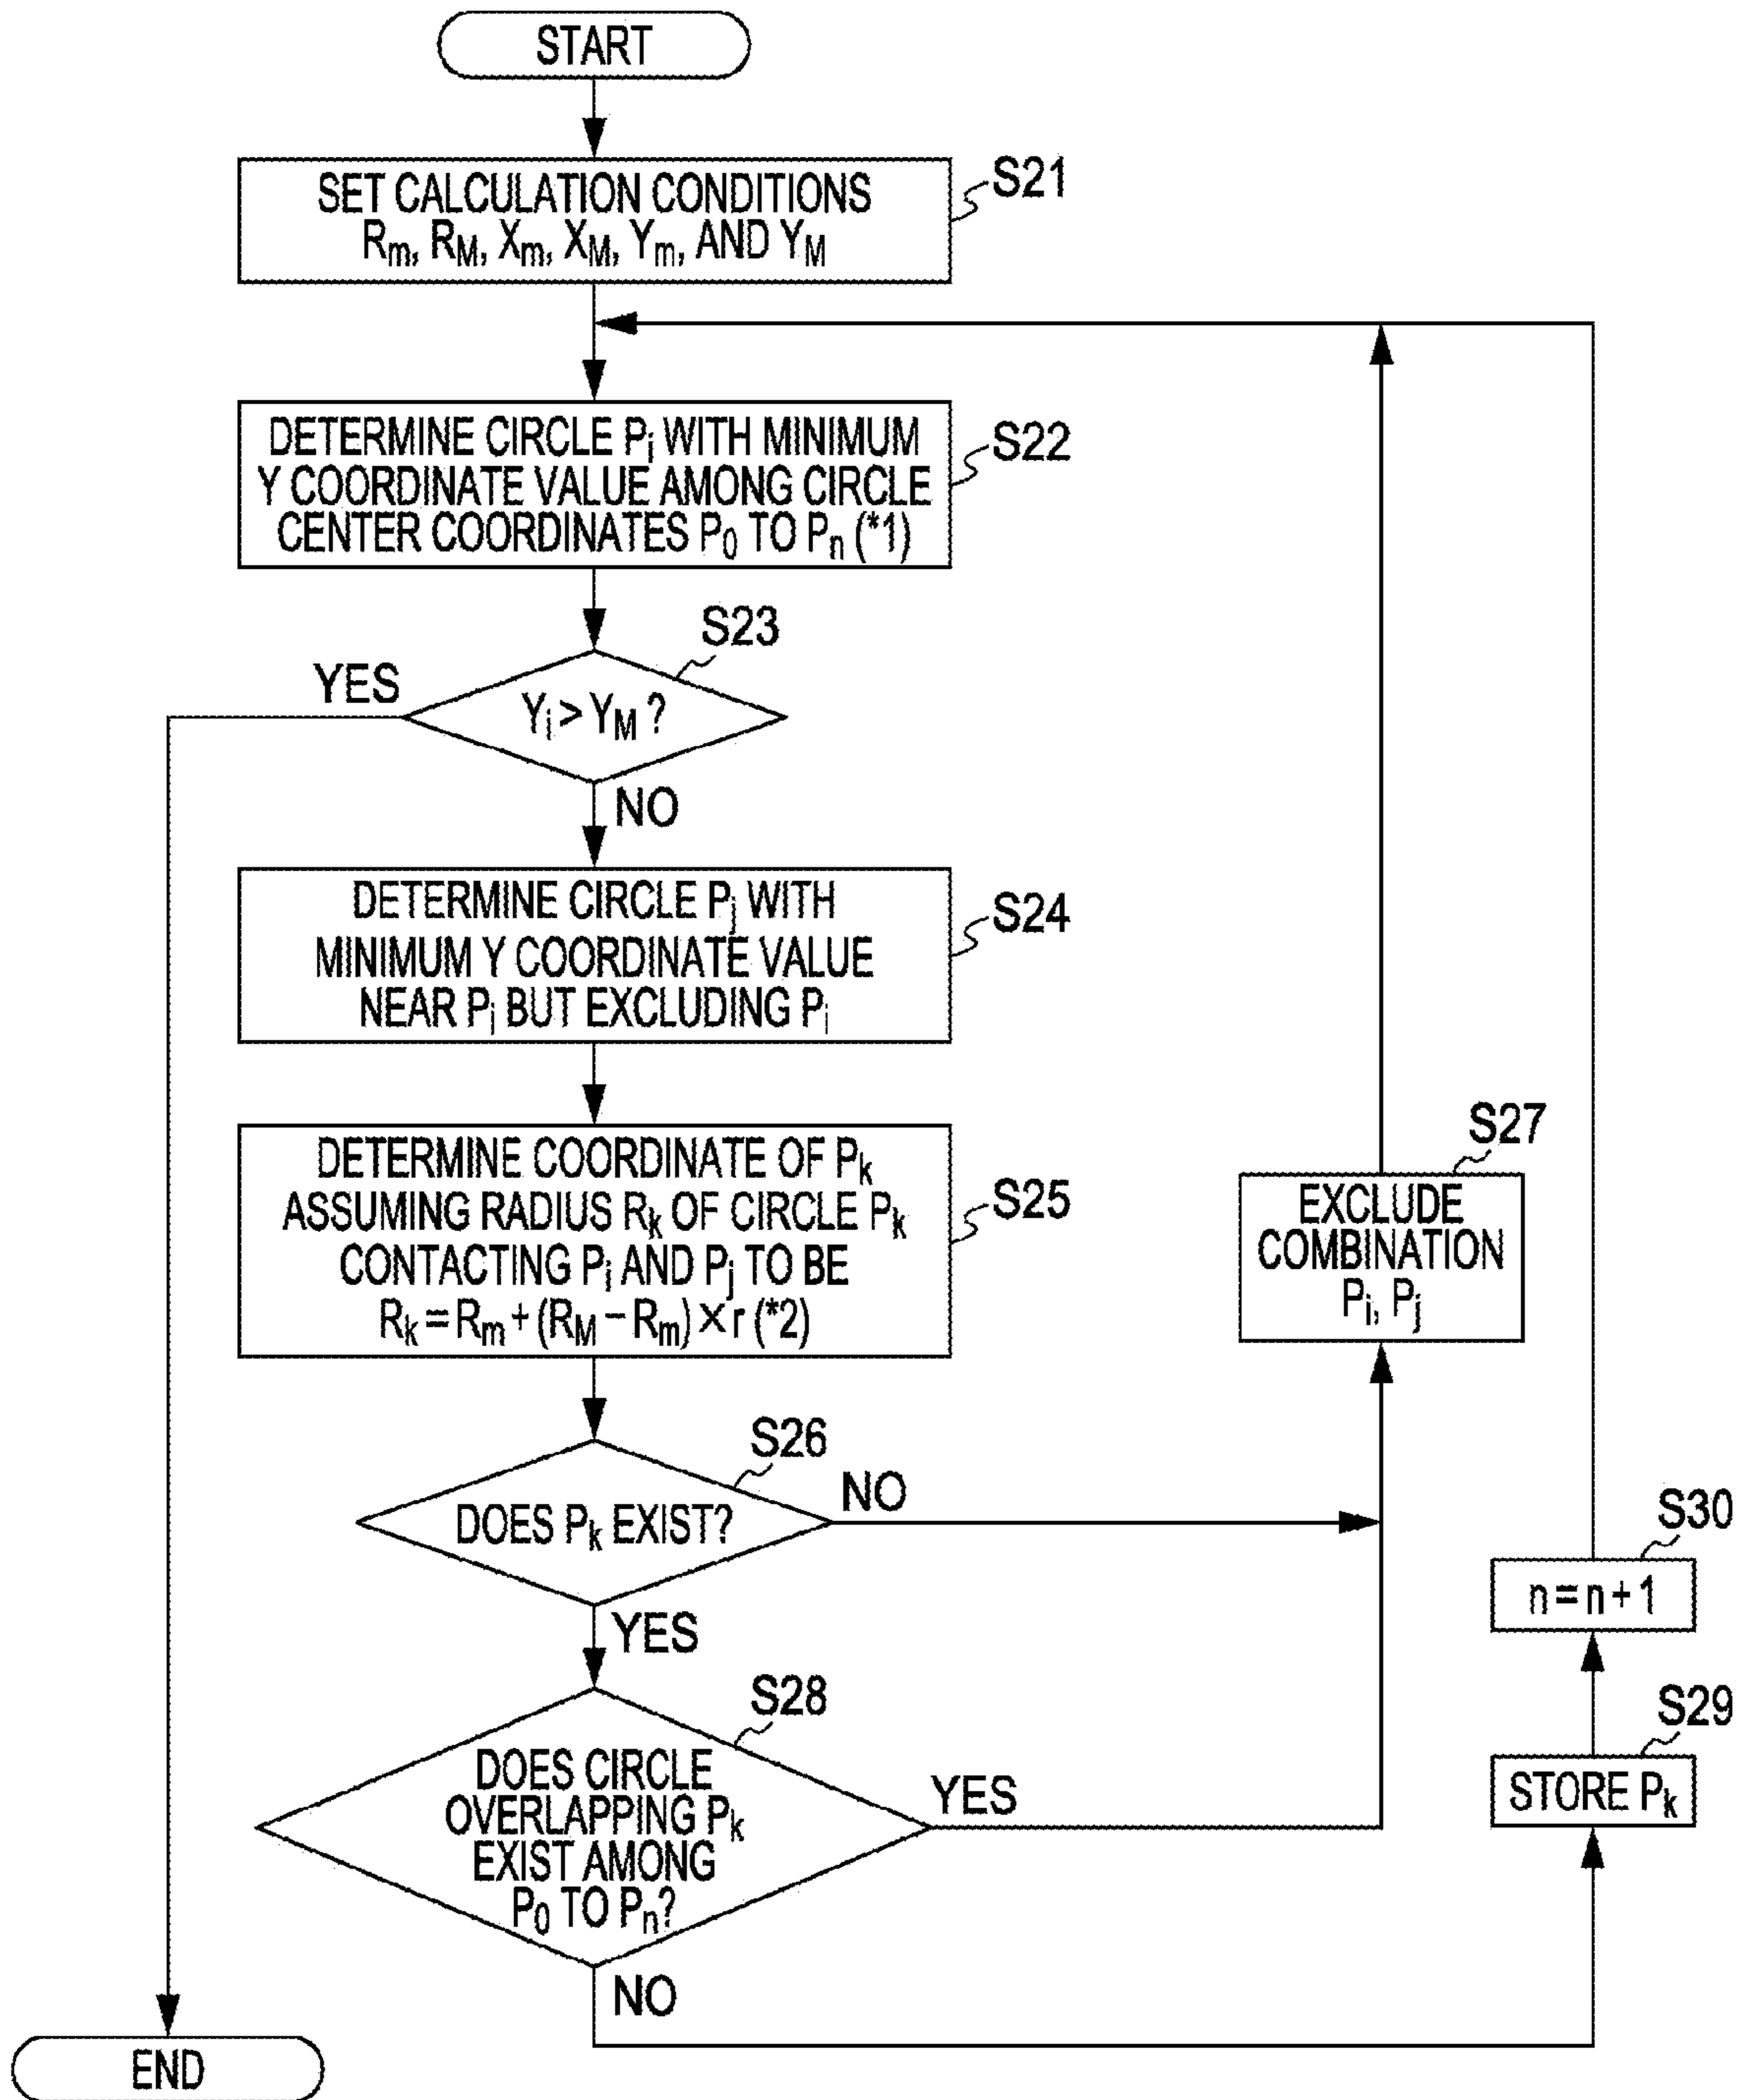 START
SET CALCULATION CONDITIONS
Rm, RM, Xm, XM, Ym, AND YM
S21
DETERMINE CIRCLE Pi WITH MINIMUM
Y COORDINATE VALUE AMONG CIRCLE
CENTER COORDINATES P0 TO Pn (*1)
S22
S23
YES
Yi > YM ?
NO
DETERMINE CIRCLE Pj WITH
MINIMUM Y COORDINATE VALUE
NEAR Pi BUT EXCLUDING Pi
S24
DETERMINE COORDINATE OF Pk
ASSUMING RADIUS Rk OF CIRCLE Pk
CONTACTING Pi AND Pj TO BE
Rk = Rm + (RM − Rm) × r (*2)
S25
S27
EXCLUDE
COMBINATION
Pi, Pj
S26
DOES Pk EXIST?
NO
YES
S30
n = n + 1
S28
DOES CIRCLE
OVERLAPPING Pk
EXIST AMONG
P0 TO Pn?
YES
S29
STORE Pk
NO
END